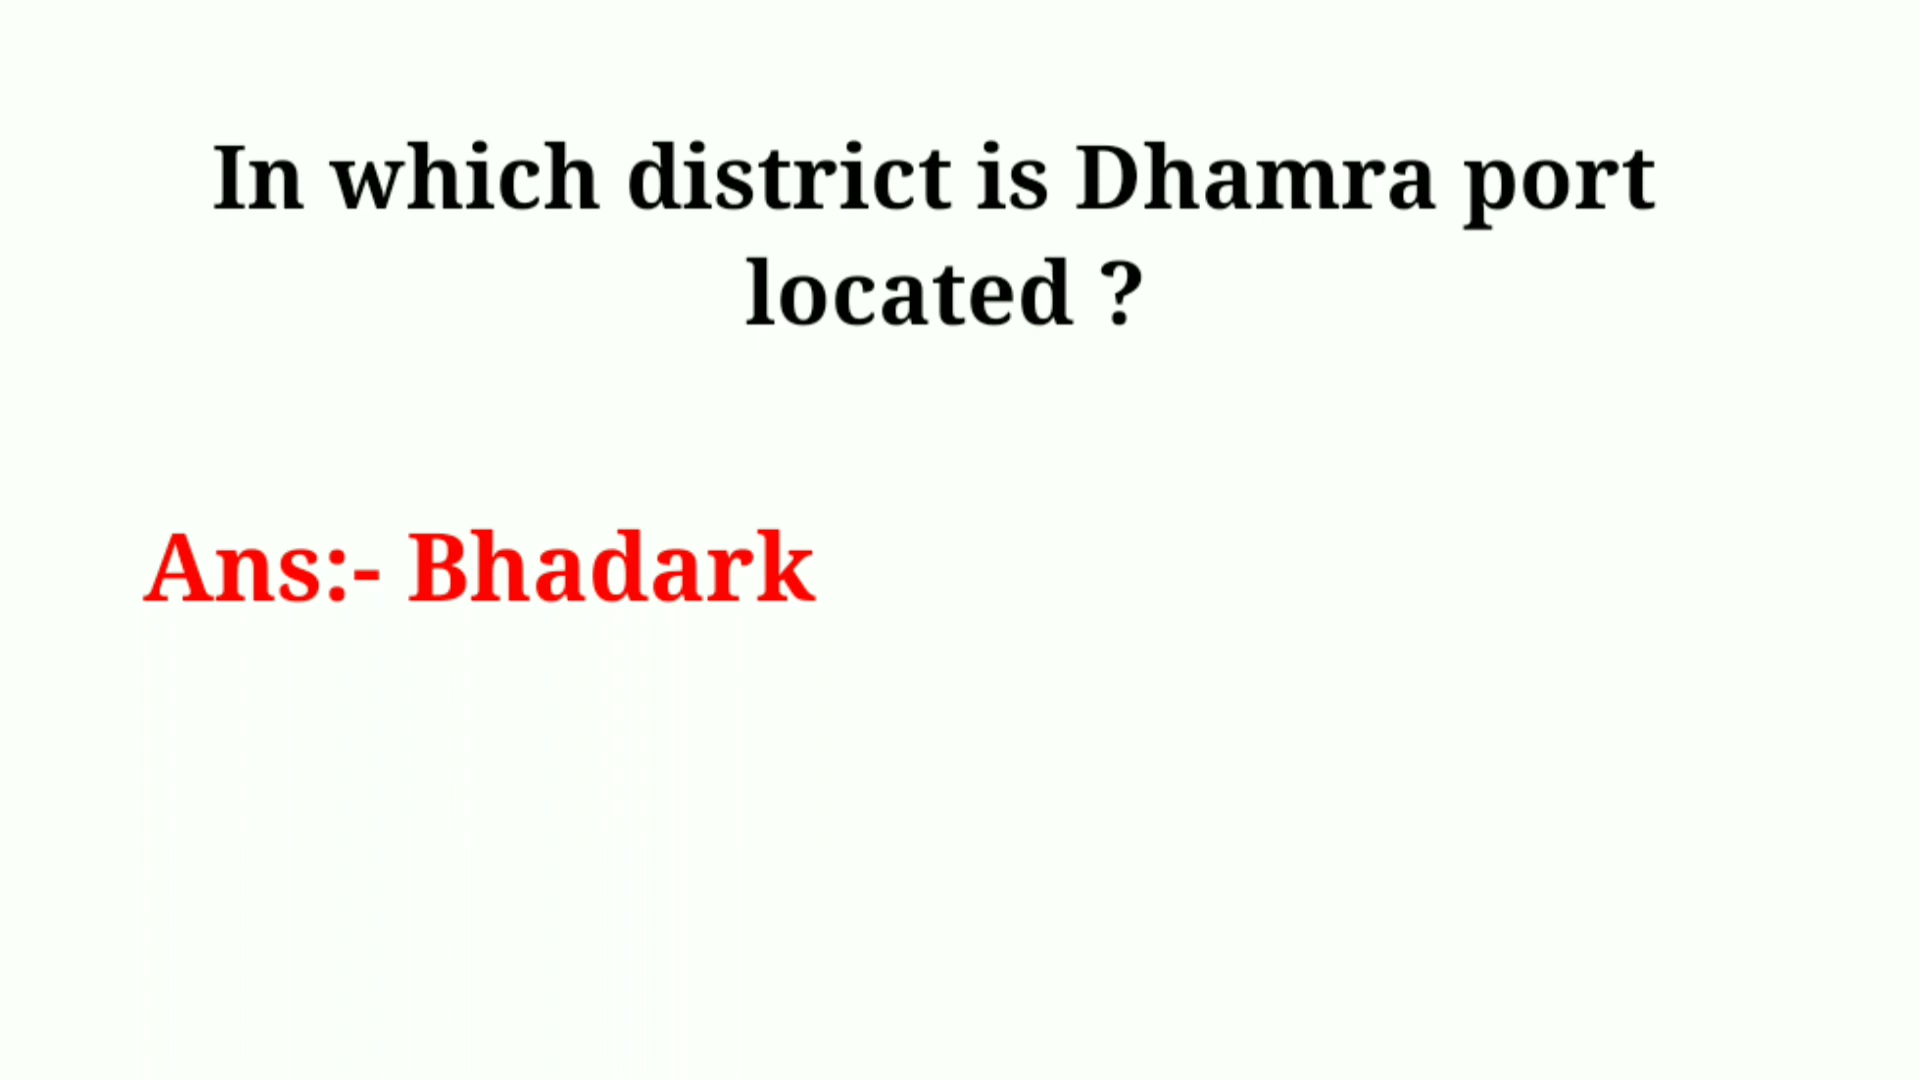 In which district is Dhamra port
located ?
Ans:- Bhadark